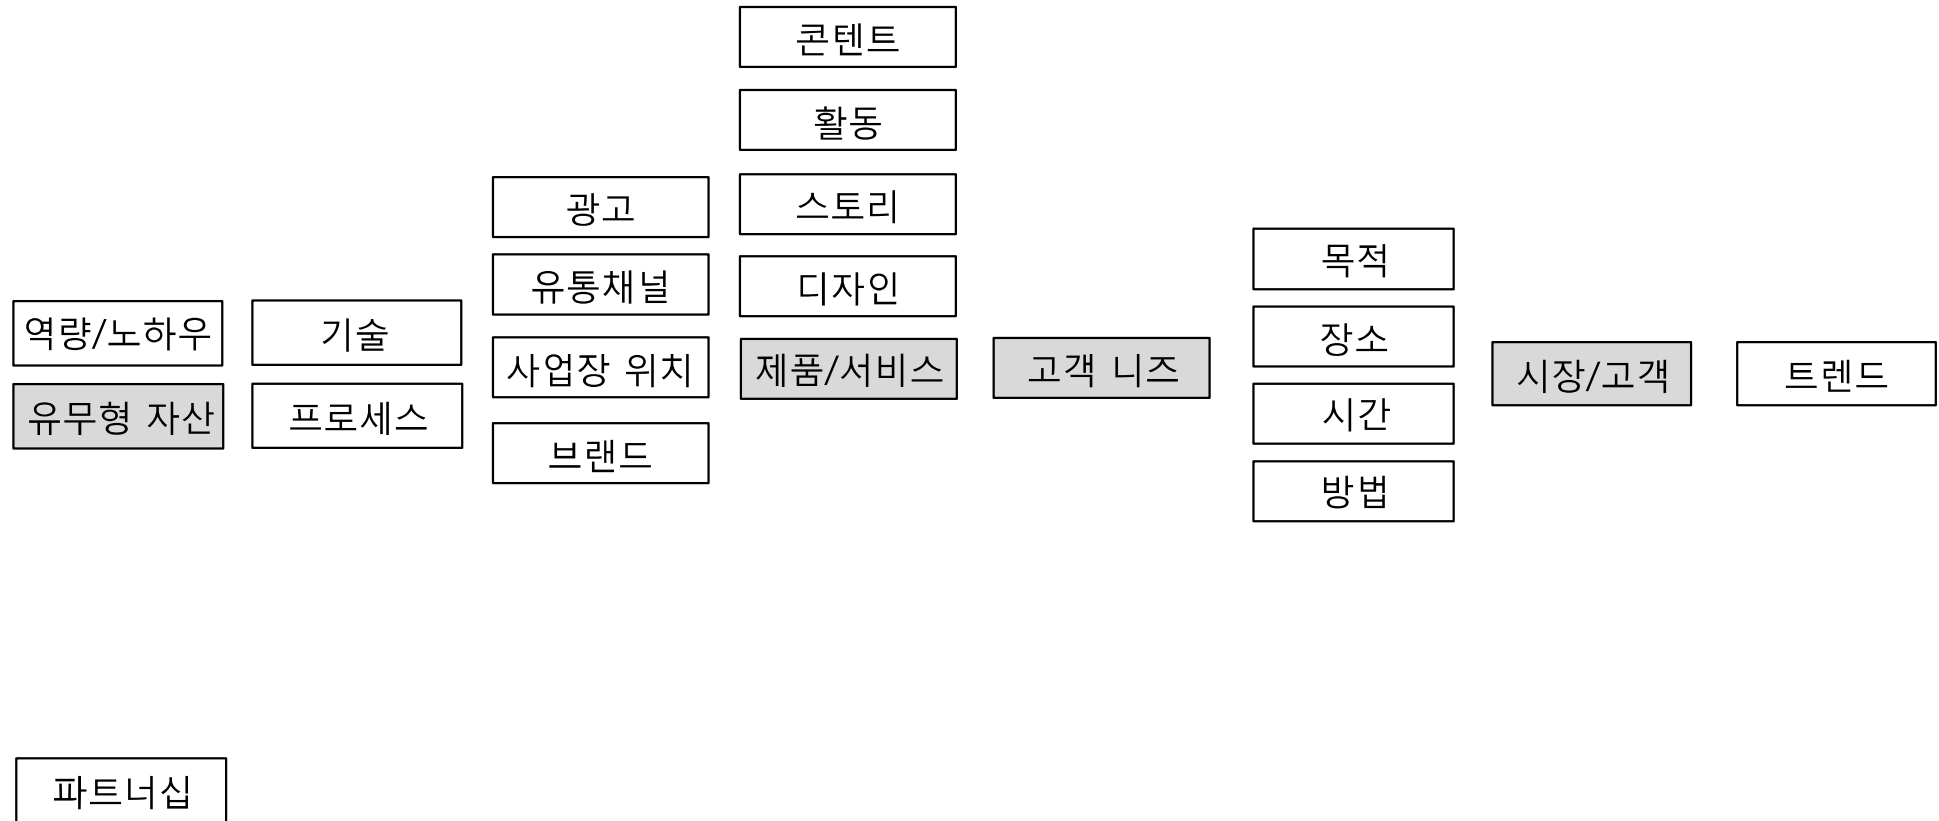 콘텐트
활동
스토리
디자인
제품/서비스
광고
유통채널
사업장 위치
브랜드
역량/노하우
유무형 자산
기술
프로세스
고객 니즈
목적
장소
시간
방법
시장/고객
트렌드
파트너십